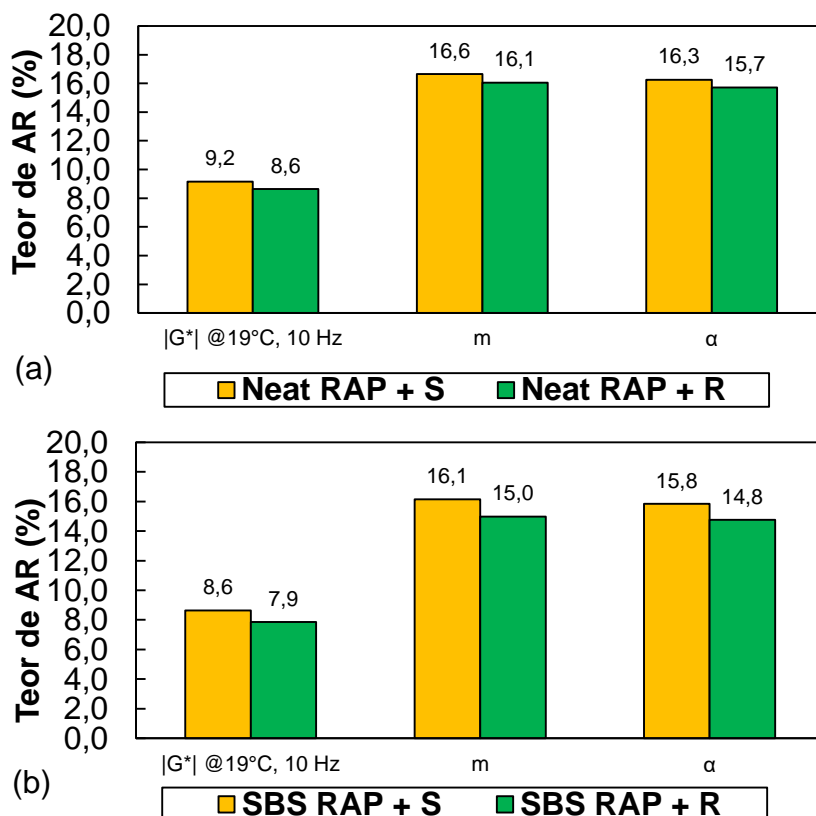 Teor de AR (%)
20,0
18,0
16,0
14,0
12,0
10,0
8,0
6,0
4,0
2,0
0,0
9,2
8,6
16,6
16,1
16,3
15,7
|G*| @19°C, 10 Hz
m
α
(a)
Neat RAP + S
Neat RAP + R
Teor de AR (%)
20,0
18,0
16,0
14,0
12,0
10,0
8,0
6,0
4,0
2,0
0,0
8,6
7,9
16,1
15,0
15,8
14,8
|G*| @19°C, 10 Hz
m
α
(b)
SBS RAP + S
SBS RAP + R